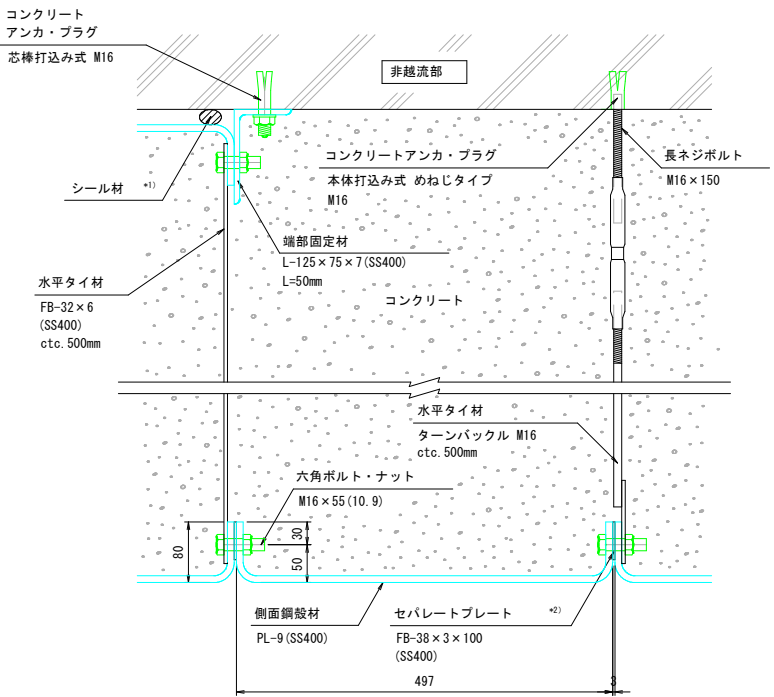 コンクリート
アンカ・プラグ
芯棒打込み式 M16
非越流部
コンクリートアンカ・プラグ
本体打込み式 めねじタイプ
M16
長ネジボルト
M16×150
シール材 *1)
端部固定材
L-125×75×7(SS400)
L=50mm
水平タイ材
FB-32×6
(SS400)
ctc.500mm
コンクリート
水平タイ材
ターンバックル M16
ctc.500mm
六角ボルト・ナット
M16×55(10.9)
80
30
50
側面鋼殻材
PL-9(SS400)
セパレートプレート *2)
FB-38×3×100
(SS400)
497
3